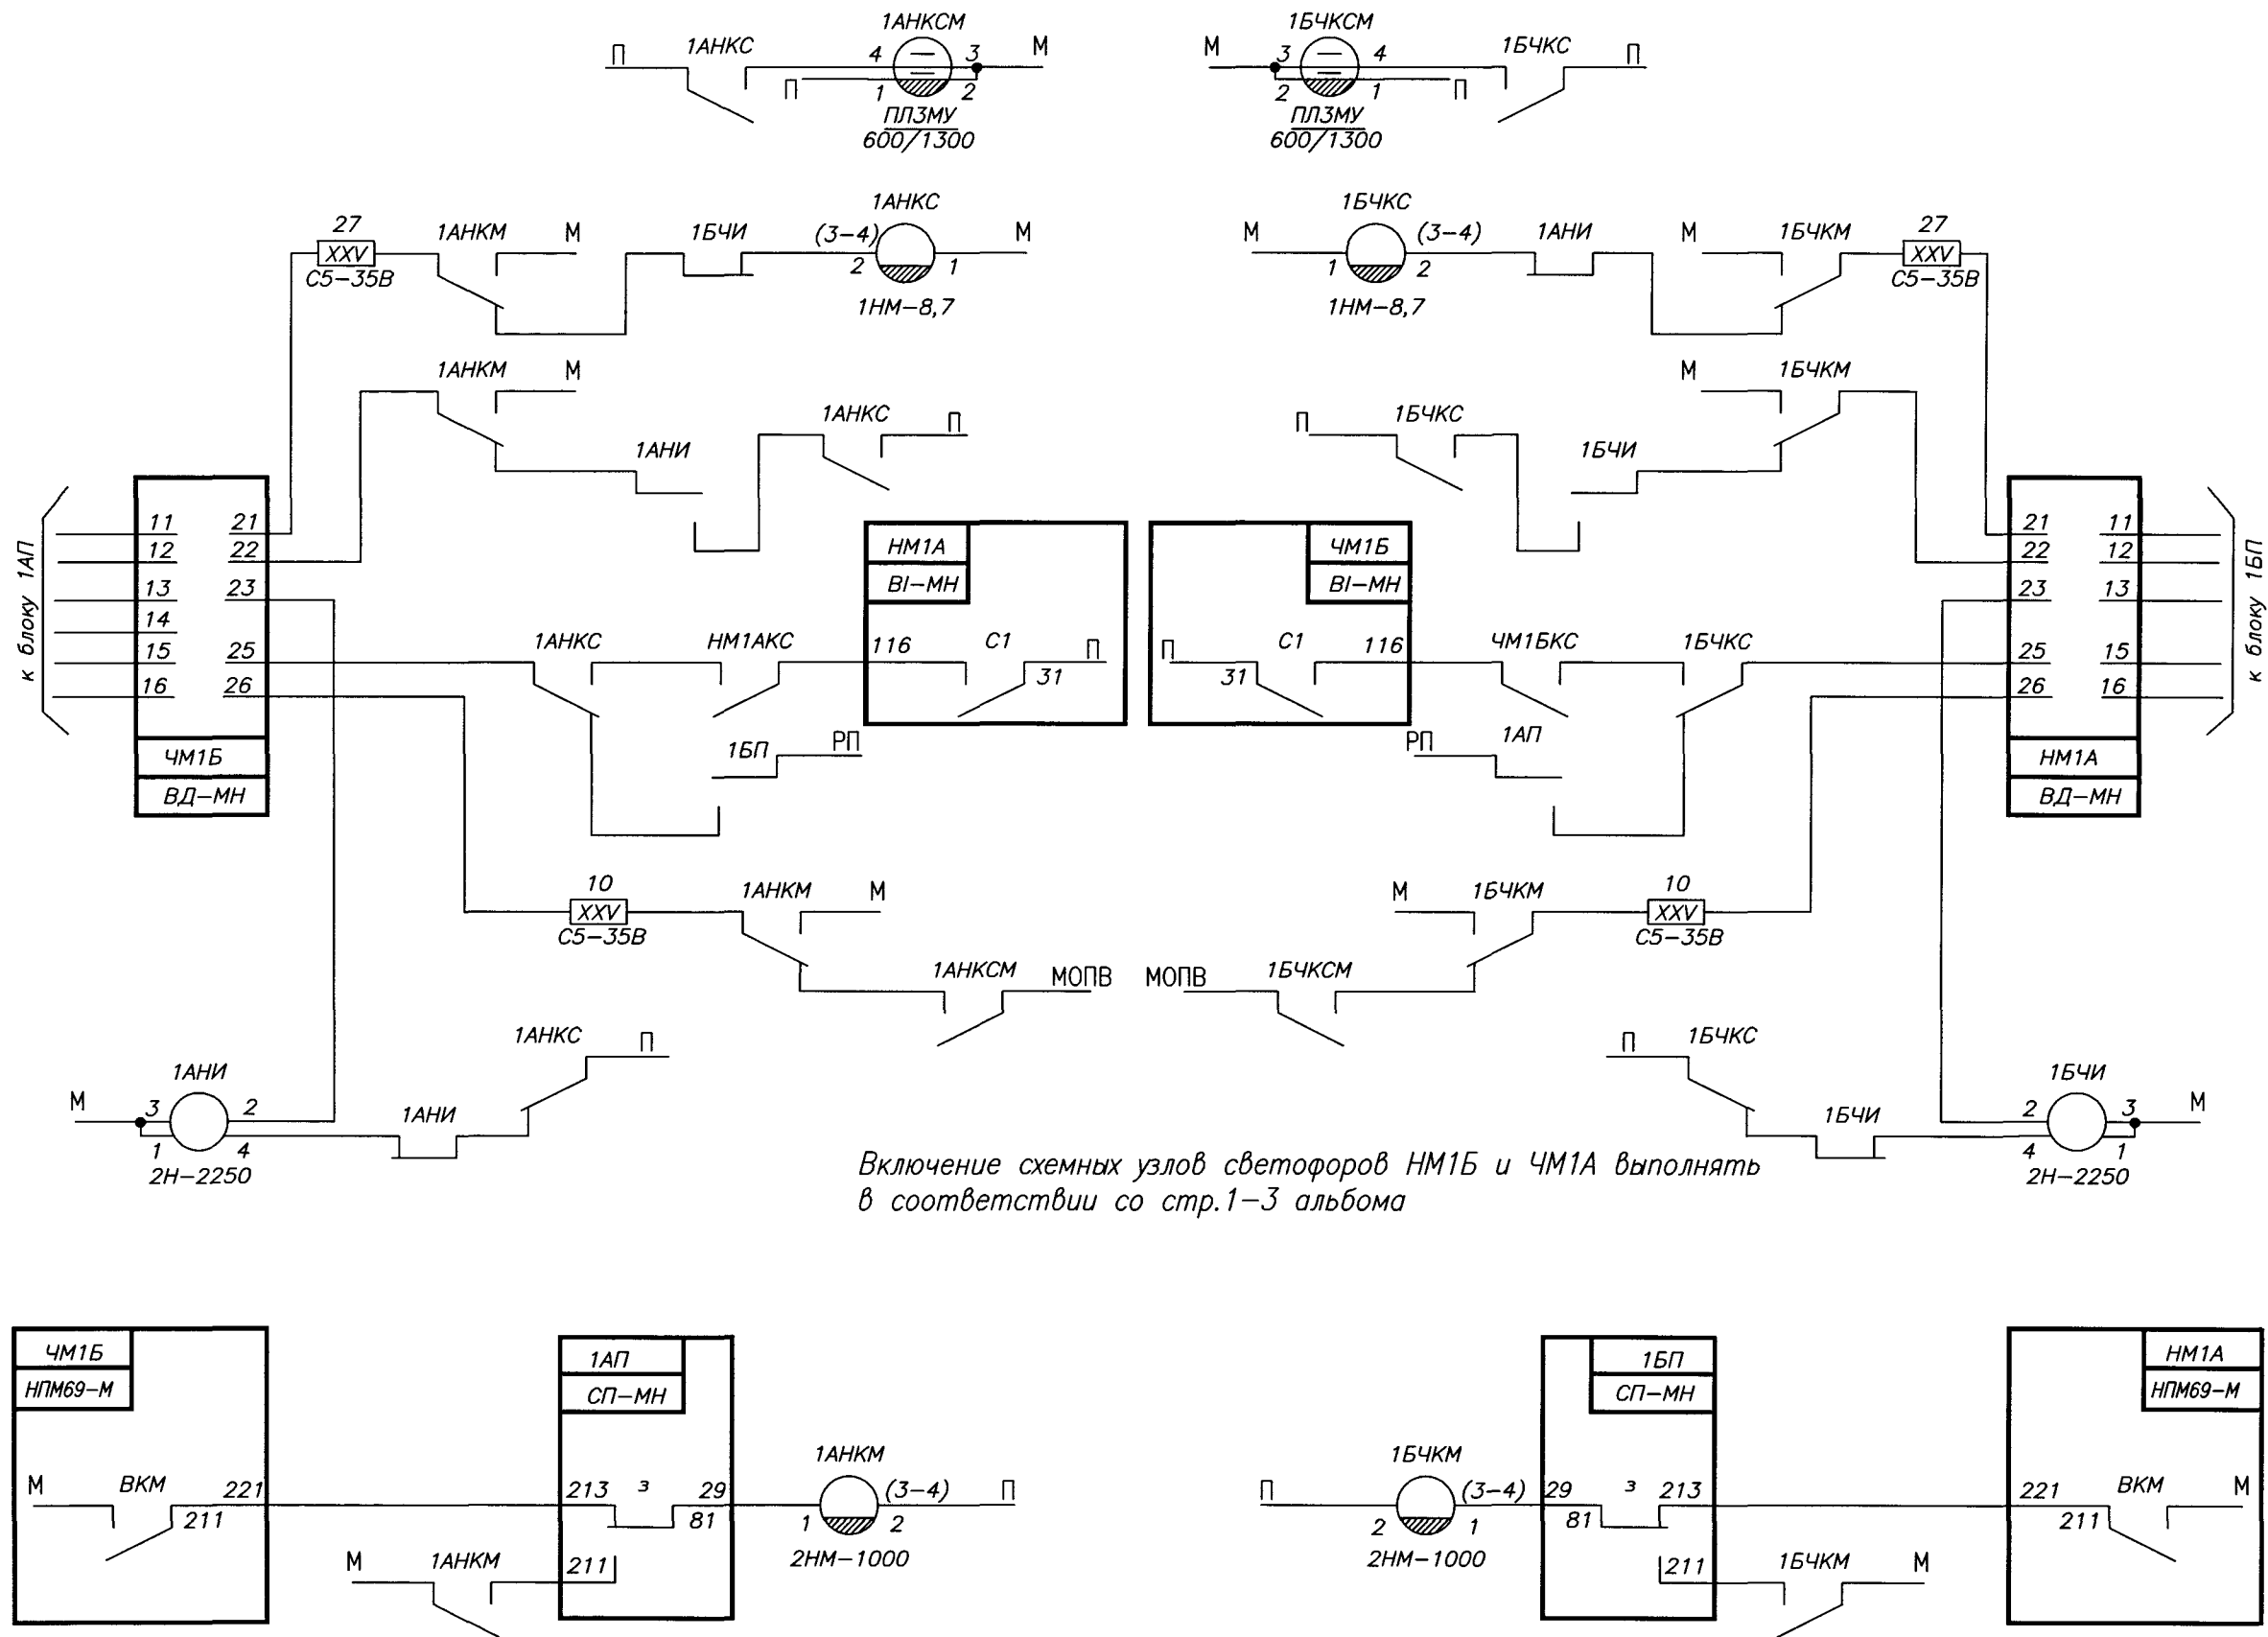 1АНКСМ 1БЧКСМ
П 1АНКС 4 3 М М 3 4 1БЧКС П
П 1 2 2 1 П
ПЛ3МУ ПЛ3МУ
600/1300 600/1300
1АНКС 1БЧКС
27 1АНКМ М 1БЧИ (3-4) М М (3-4) 1АНИ М 1БЧКМ 27
XXV 2 1 1 2 XXV
С5-35В С5-35В
1НМ-8,7 1НМ-8,7
1АНКМ М М 1БЧКМ
1АНКС П П 1БЧКС
1АНИ 1БЧИ
к блоку 1АП
11 21
12 22
13 23
14
15 25
16 26
ЧМ1Б
ВД-МН
НМ1А
ВI-МН
1АНКС НМ1АКС 116 С1 П
31
1БП РП
ЧМ1Б
ВI-МН
П С1 116 ЧМ1БКС 1БЧКС
31
РП 1АП
21 11
22 12
23 13
25 15
26 16
НМ1А
ВД-МН
к блоку 1БП
10 1АНКМ М М 1БЧКМ 10
XXV XXV
С5-35В С5-35В
1АНКСМ МОПВ МОПВ 1БЧКСМ
1АНКС П П 1БЧКС
1АНИ 1БЧИ
М 3 2 1АНИ 1БЧИ 2 3 М
1 4 4 1
2Н-2250 2Н-2250
Включение схемных узлов светофоров НМ1Б и ЧМ1А выполнять
в соответствии со стр.1-3 альбома
ЧМ1Б 1АП 1БП НМ1А
НПМ69-М СП-МН СП-МН НПМ69-М
1АНКМ 1БЧКМ
М ВКМ 221 213 з 29 (3-4) П П (3-4) 29 з 213 221 ВКМ М
211 81 1 2 2 1 81 211
М 1АНКМ 211 2НМ-1000 2НМ-1000 211 1БЧКМ М